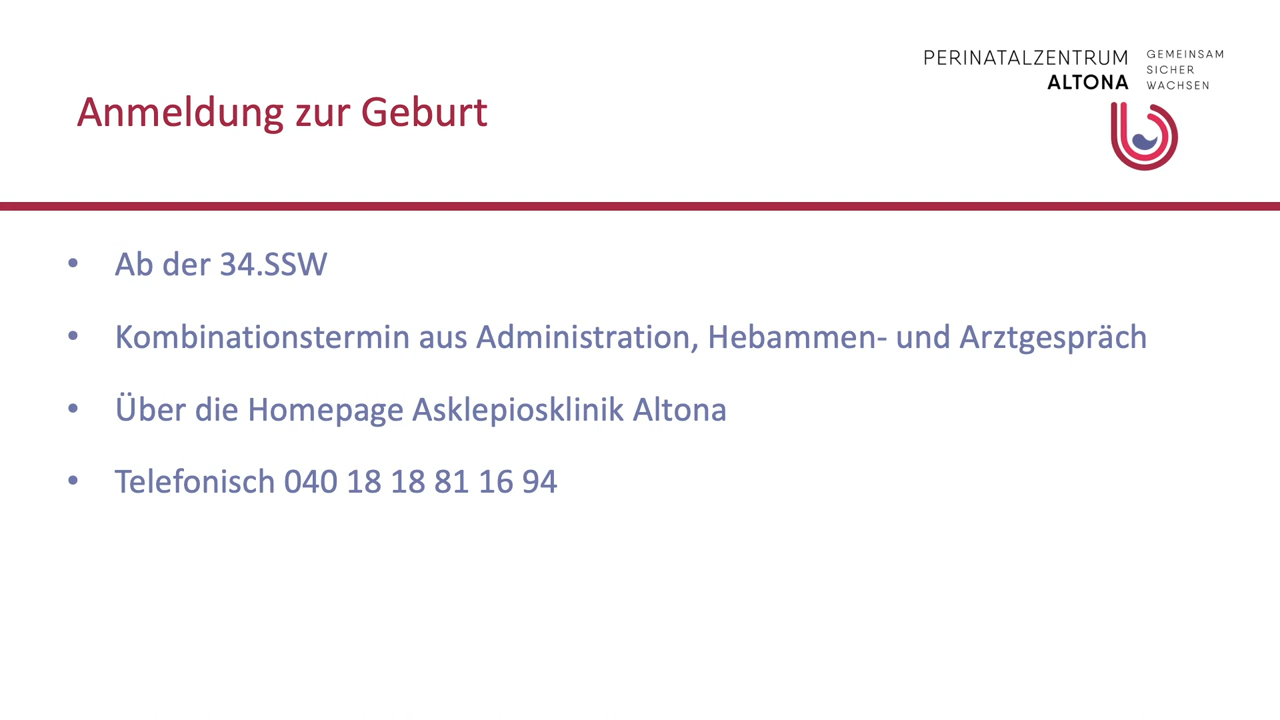 PERINATALZENTRUM
ALTONA
GEMEINSAM
SICHER
WACHSEN
Anmeldung zur Geburt
• Ab der 34.SSW
• Kombinationstermin aus Administration, Hebammen- und Arztgespräch
• Über die Homepage Asklepiosklinik Altona
• Telefonisch 040 18 18 81 16 94